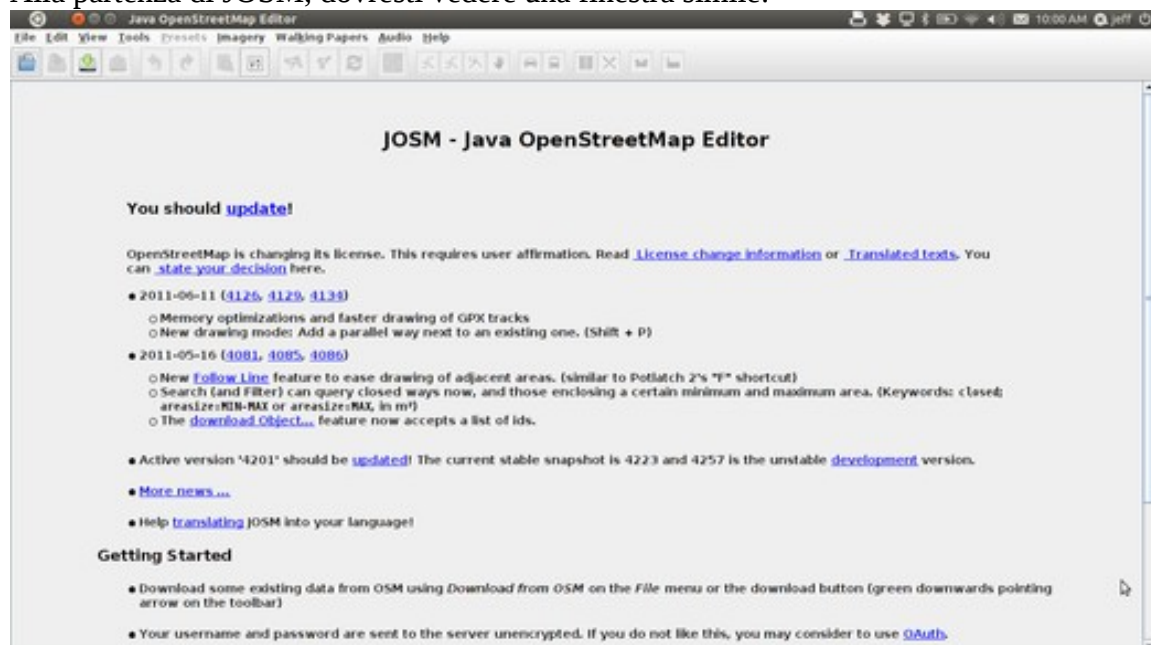 Alla partenza di JOSM, dovresti vedere una finestra simile:
Java OpenStreetMap Editor
10:00 AM jeff
File Edit View Tools Presets Imagery Walking Papers Audio Help
JOSM - Java OpenStreetMap Editor
You should update!
OpenStreetMap is changing its license. This requires user affirmation. Read License change information or Translated texts. You
can state your decision here.
• 2011-06-11 (4126, 4129, 4134)
○ Memory optimizations and faster drawing of GPX tracks
○ New drawing mode: Add a parallel way next to an existing one. (Shift + P)
• 2011-05-16 (4081, 4085, 4086)
○ New Follow Line feature to ease drawing of adjacent areas. (similar to Potlatch 2's "F" shortcut)
○ Search (and Filter) can query closed ways now, and those enclosing a certain minimum and maximum area. (Keywords: closed;
areasize:MIN-MAX or areasize:MAX, in m²)
○ The download Object... feature now accepts a list of ids.
• Active version '4201' should be updated! The current stable snapshot is 4223 and 4257 is the unstable development version.
• More news ...
• Help translating JOSM into your language!
Getting Started
• Download some existing data from OSM using Download from OSM on the File menu or the download button (green downwards pointing
arrow on the toolbar)
• Your username and password are sent to the server unencrypted. If you do not like this, you may consider to use OAuth.